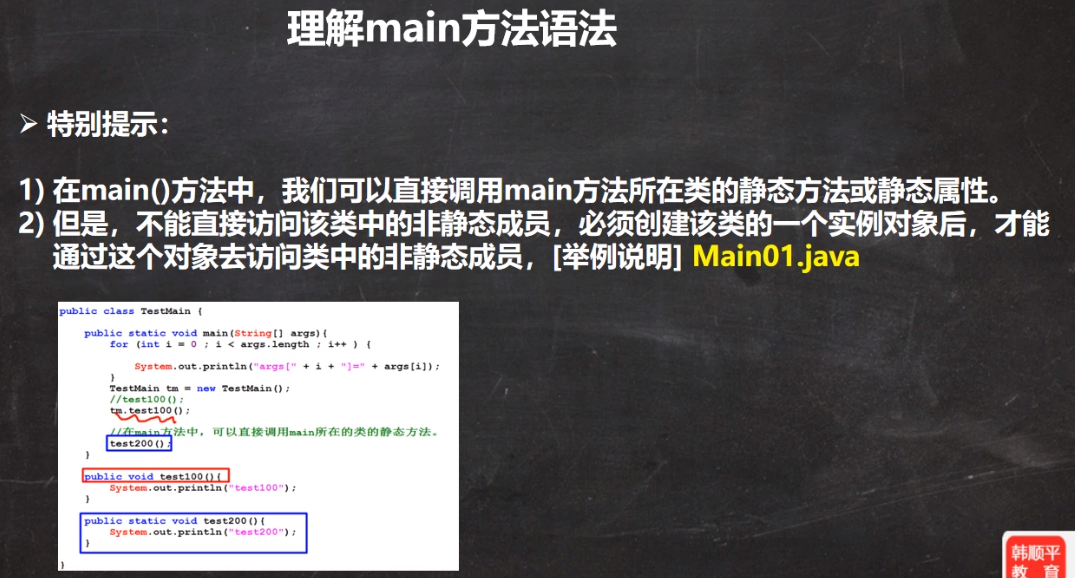 理解main方法语法
➢ 特别提示：
1) 在main()方法中，我们可以直接调用main方法所在类的静态方法或静态属性。
2) 但是，不能直接访问该类中的非静态成员，必须创建该类的一个实例对象后，才能
通过这个对象去访问类中的非静态成员，[举例说明] Main01.java
public class TestMain {
public static void main(String[] args){
for (int i = 0 ; i < args.length ; i++ ) {
System.out.println("args[" + i + "]=" + args[i]);
}
TestMain tm = new TestMain();
//test100();
tm.test100();
//在main方法中，可以直接调用main所在的类的静态方法。
test200();
}
public void test100(){
System.out.println("test100");
}
public static void test200(){
System.out.println("test200");
}
}
韩顺平
教 育